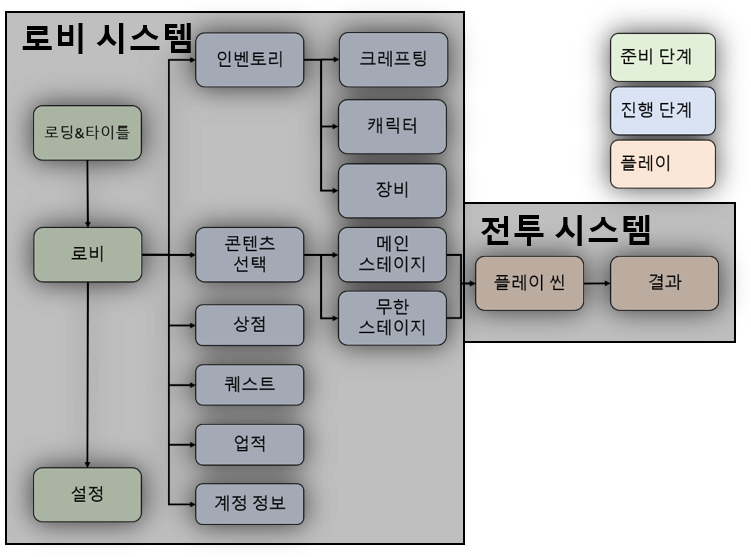 로비 시스템
인벤토리
크레프팅
준비 단계
진행 단계
플레이
로딩&타이틀
캐릭터
장비
로비
콘텐츠
선택
메인
스테이지
무한
스테이지
전투 시스템
플레이 씬
결과
상점
퀘스트
업적
설정
계정 정보